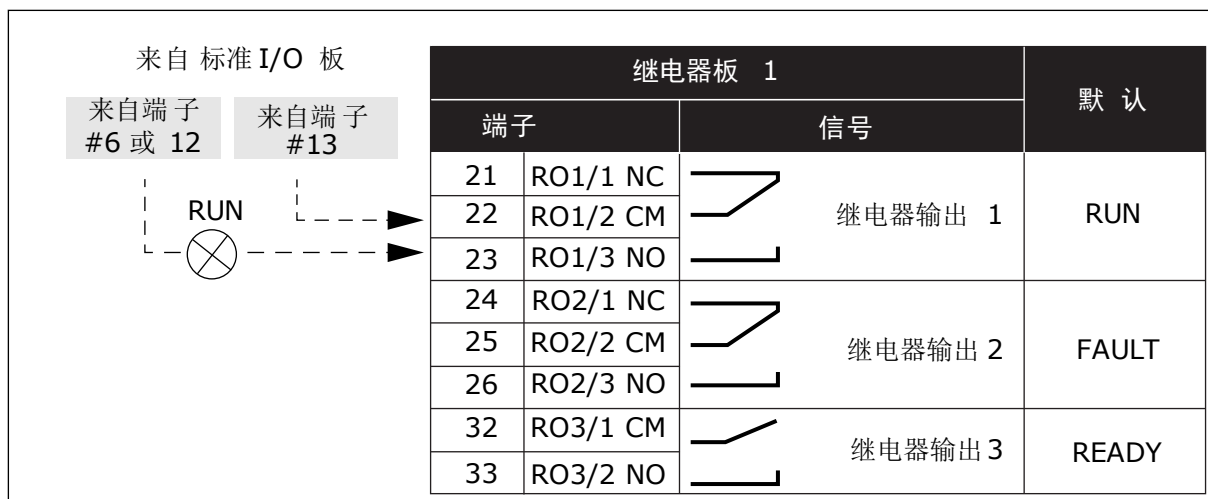 来自 标准 I/O 板
来自端 子
#6 或 12
来自端 子
#13
RUN
继电器板 1
默 认
端子
信号
21 RO1/1 NC
22 RO1/2 CM
23 RO1/3 NO
继电器输出 1
RUN
24 RO2/1 NC
25 RO2/2 CM
26 RO2/3 NO
继电器输出 2
FAULT
32 RO3/1 CM
33 RO3/2 NO
继电器输出 3
READY